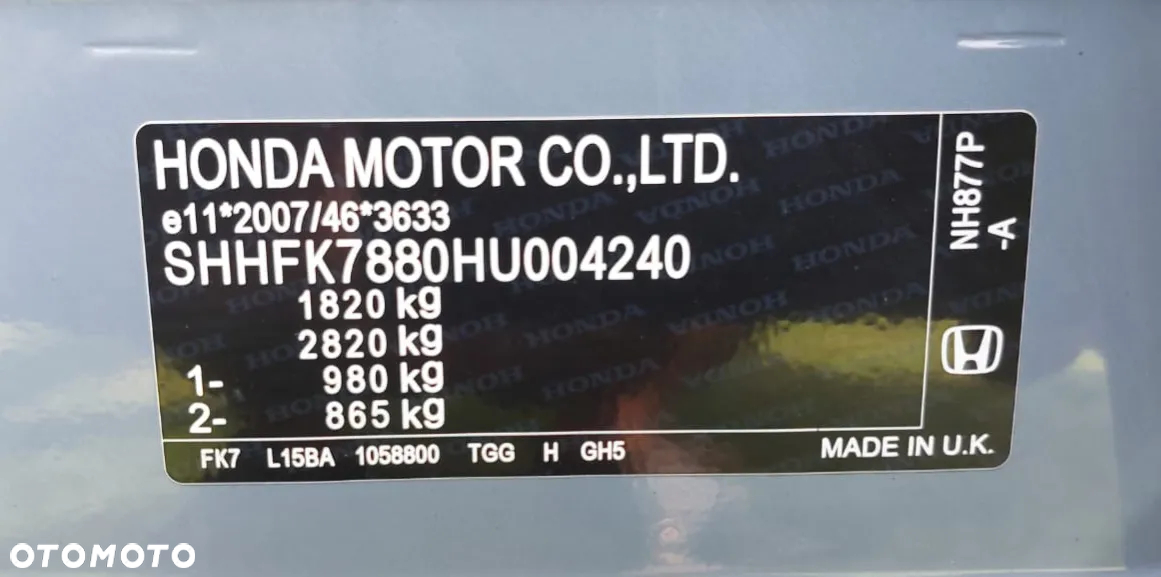 HONDA MOTOR CO.,LTD.
e11*2007/46*3633
SHHFK7880HU004240
1820 kg
2820 kg
1- 980 kg
2- 865 kg
FK7 L15BA 1058800 TGG H GH5
MADE IN U.K.
NH877P
-A
OTOMOTO